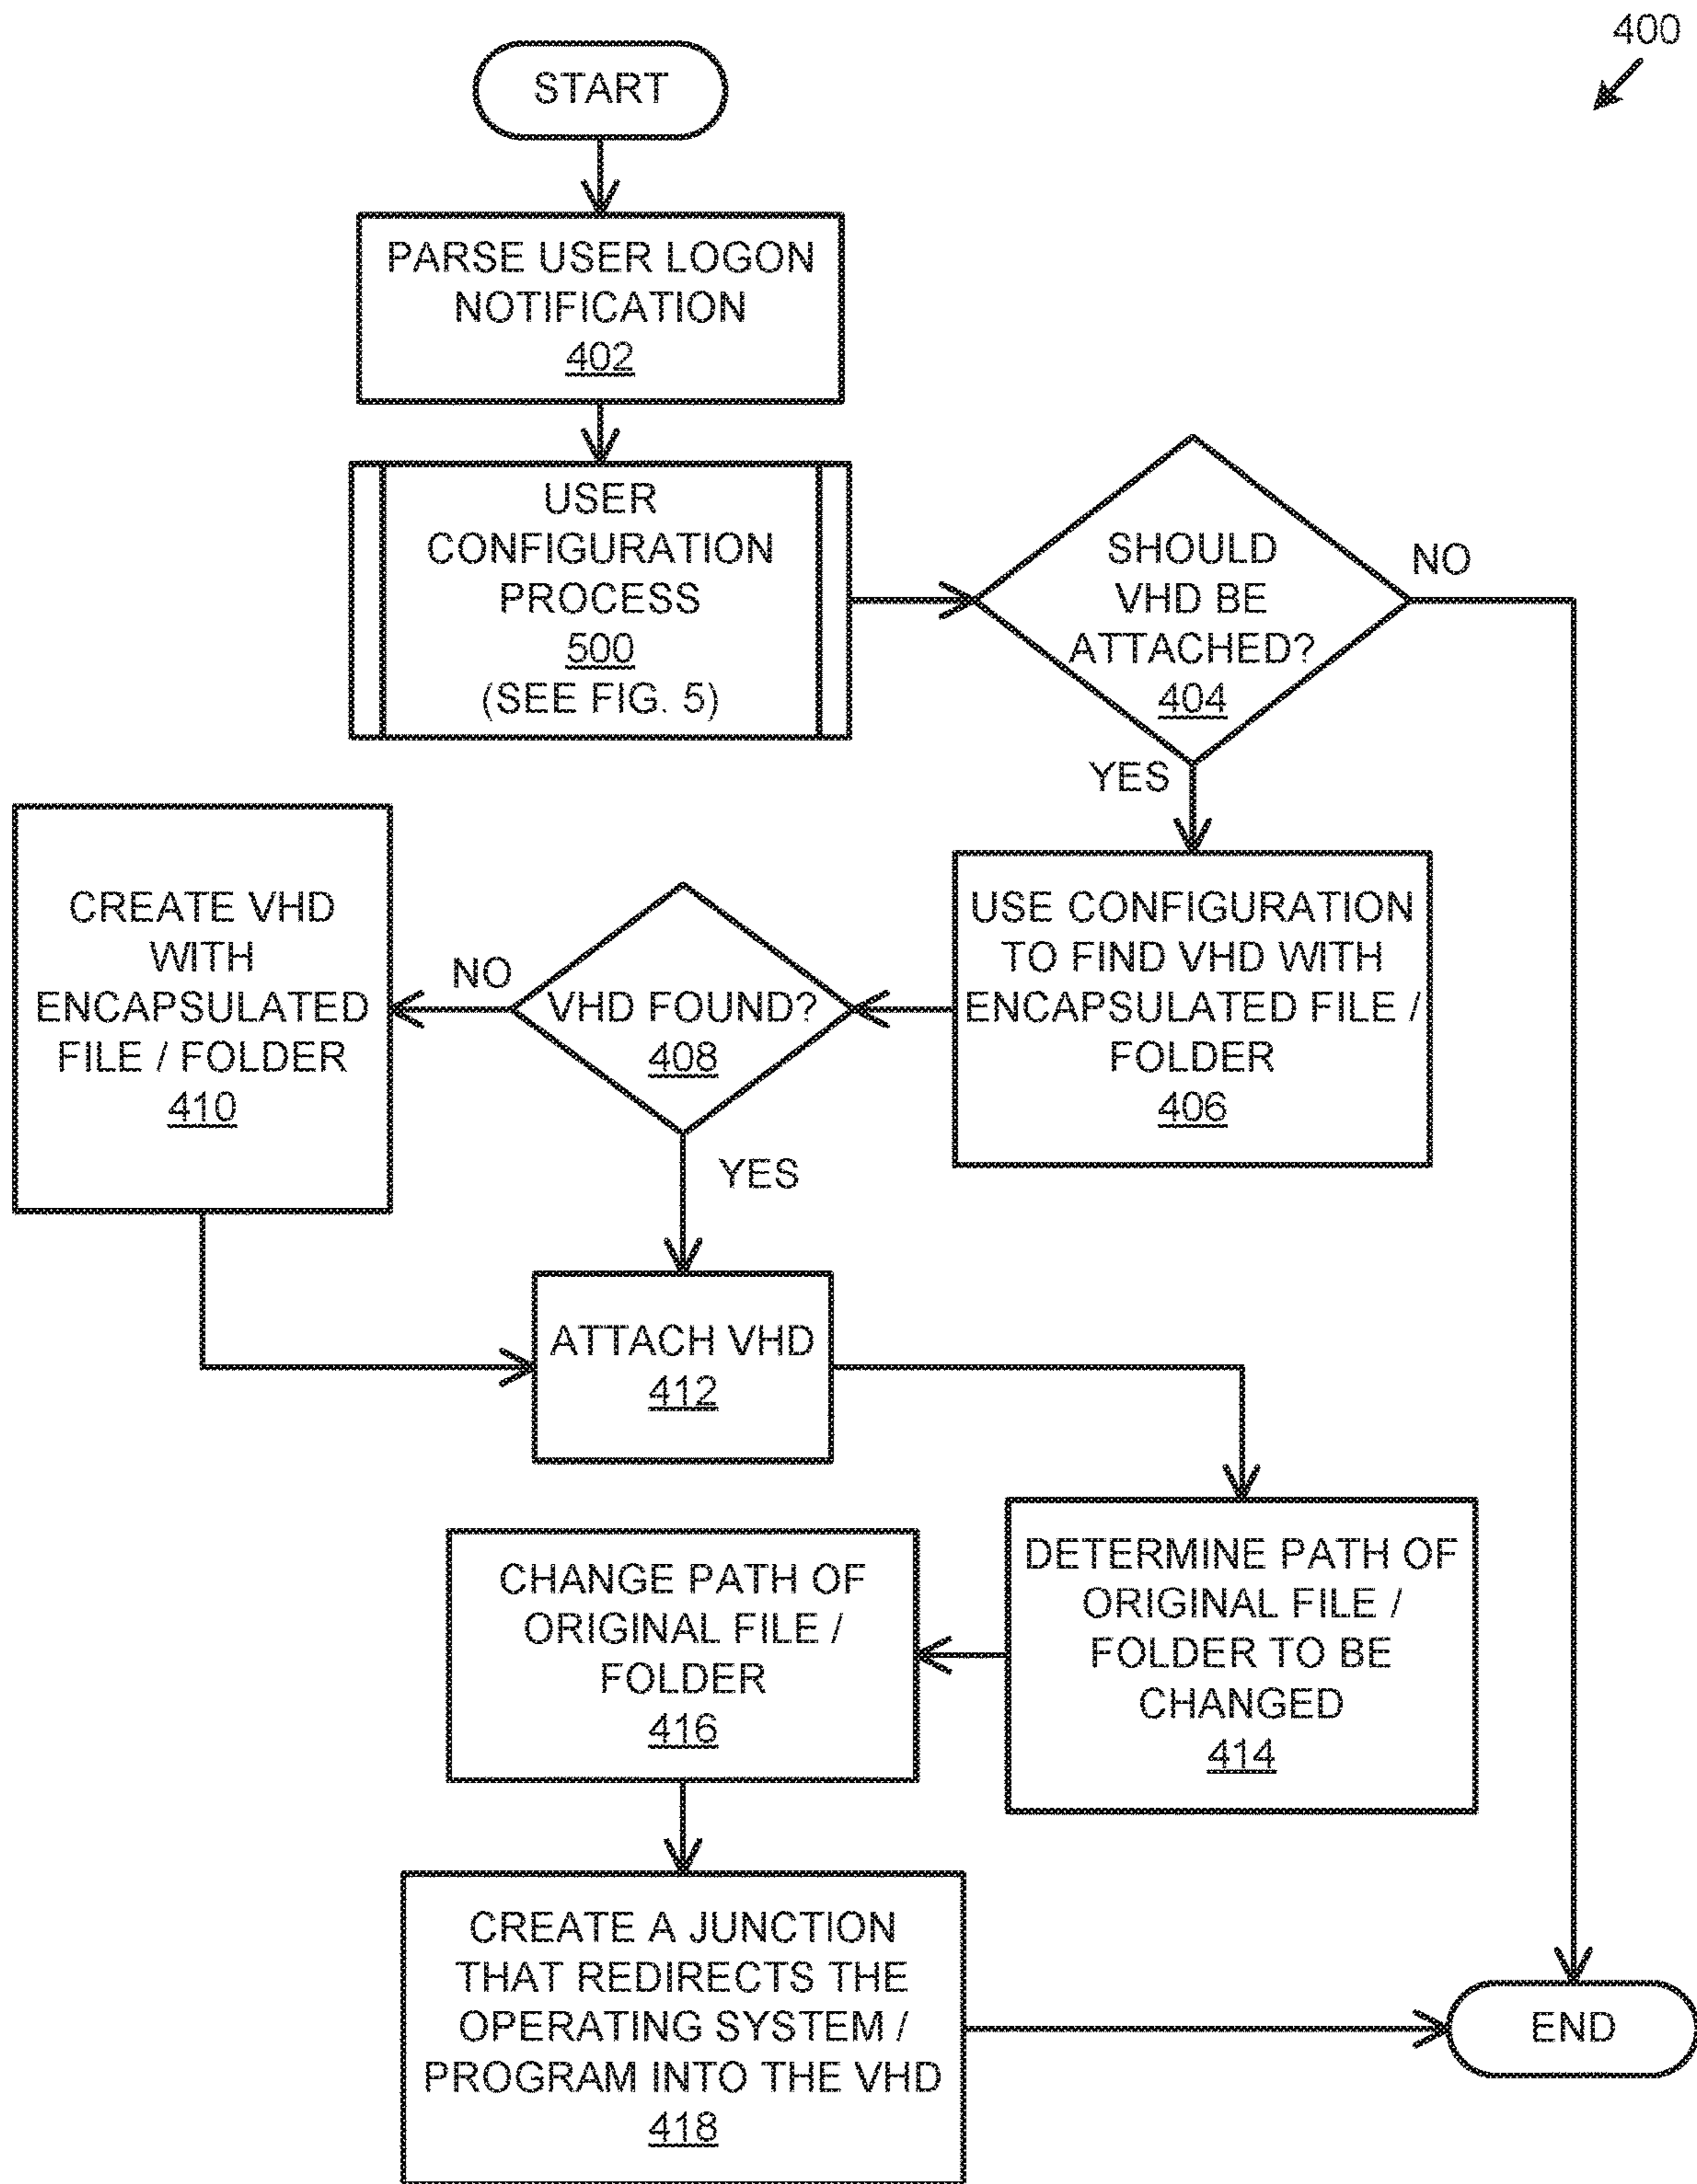 400
START
PARSE USER LOGON
NOTIFICATION
402
USER
CONFIGURATION
PROCESS
500
(SEE FIG. 5)
SHOULD
VHD BE
ATTACHED?
404
NO
YES
USE CONFIGURATION
TO FIND VHD WITH
ENCAPSULATED FILE /
FOLDER
406
VHD FOUND?
408
NO
YES
CREATE VHD
WITH
ENCAPSULATED
FILE / FOLDER
410
ATTACH VHD
412
DETERMINE PATH OF
ORIGINAL FILE /
FOLDER TO BE
CHANGED
414
CHANGE PATH OF
ORIGINAL FILE /
FOLDER
416
CREATE A JUNCTION
THAT REDIRECTS THE
OPERATING SYSTEM /
PROGRAM INTO THE VHD
418
END